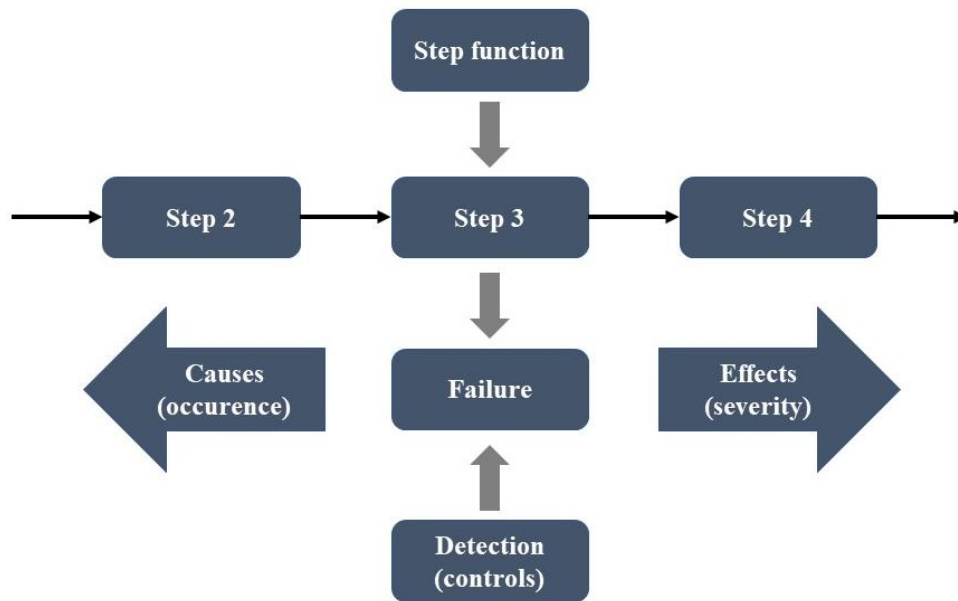 Step function
Step 2
Step 3
Step 4
Causes
(occurence)
Failure
Effects
(severity)
Detection
(controls)